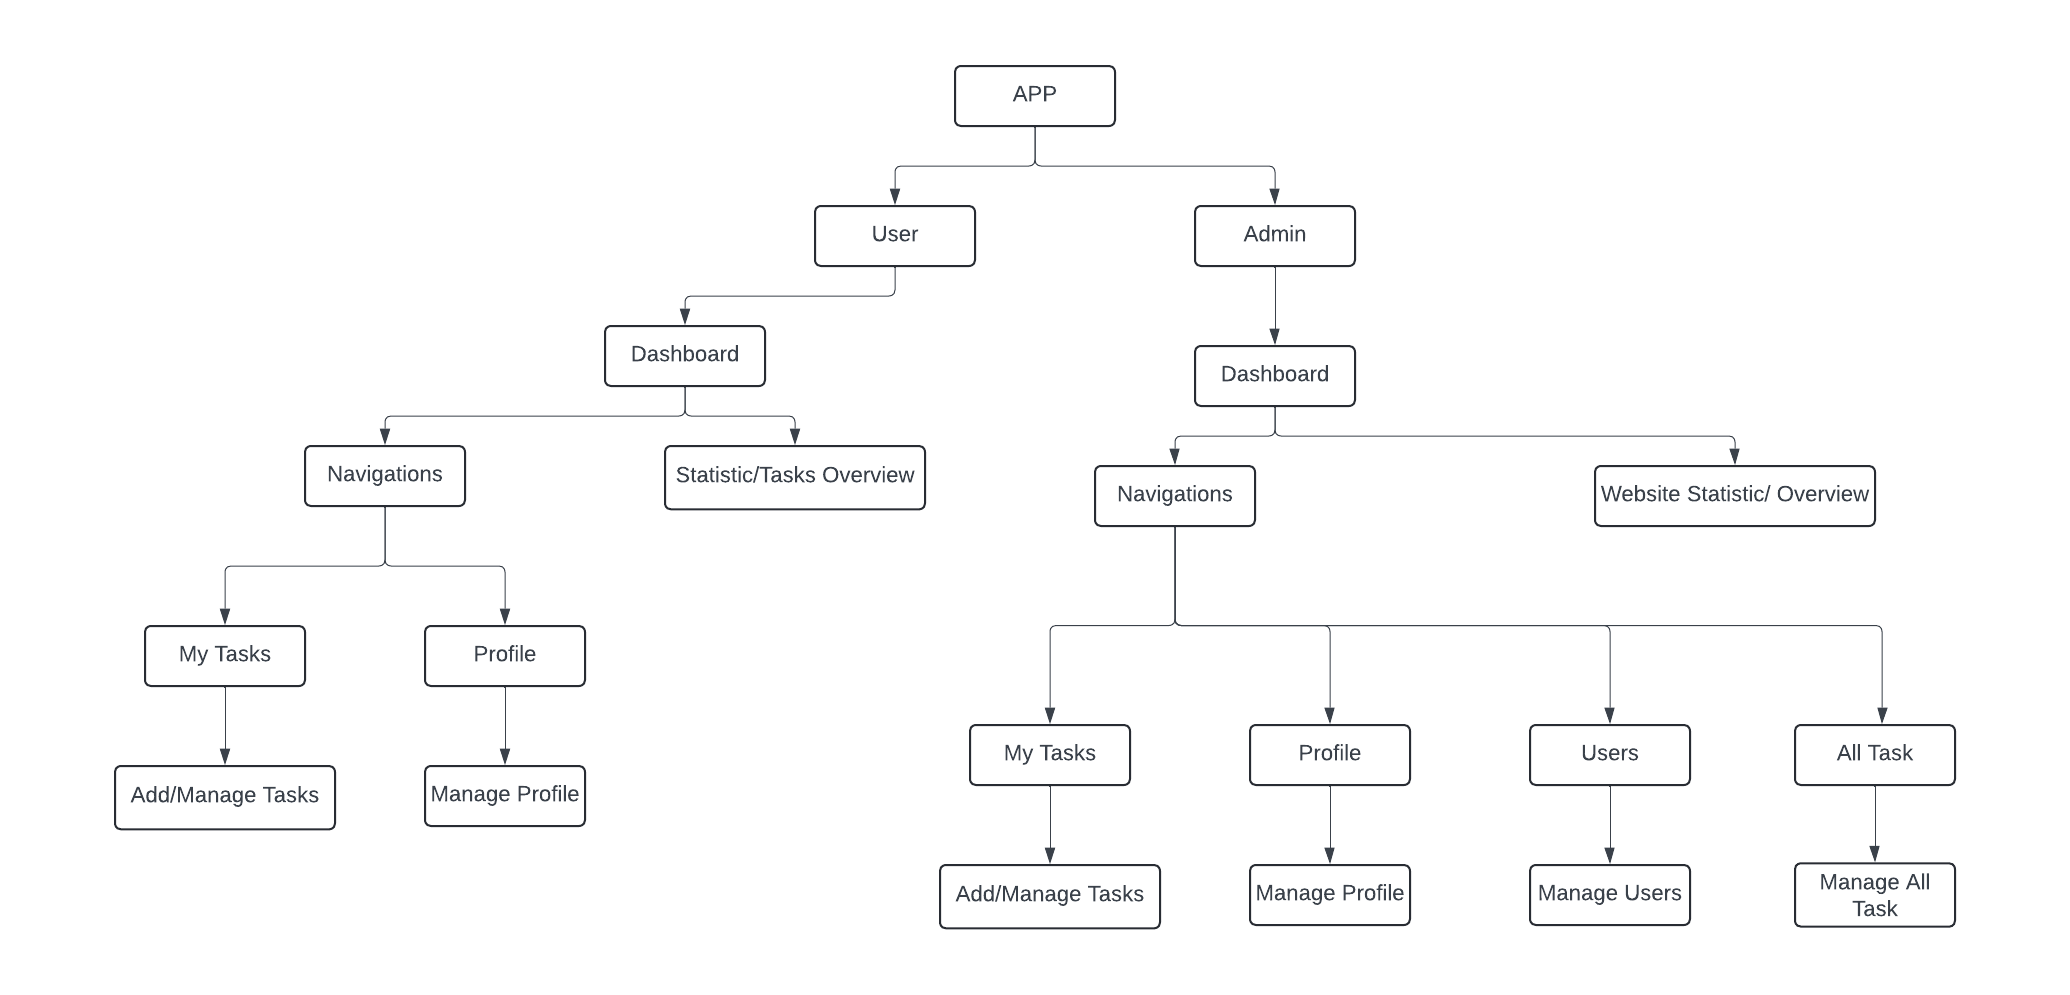 APP
User
Admin
Dashboard
Dashboard
Navigations
Statistic/Tasks Overview
Navigations
Website Statistic/ Overview
My Tasks
Profile
My Tasks
Profile
Users
All Task
Add/Manage Tasks
Manage Profile
Add/Manage Tasks
Manage Profile
Manage Users
Manage All
Task